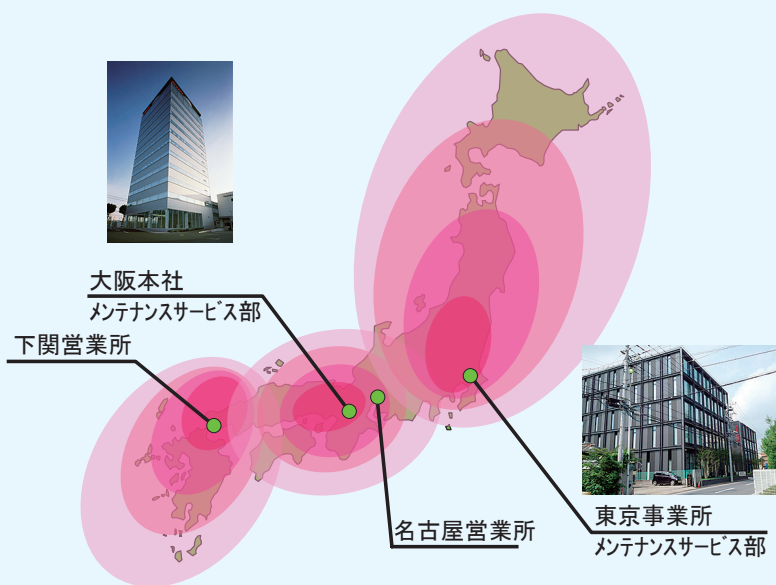 大阪本社
メンテナンスサービス部
下関営業所
名古屋営業所
東京事業所
メンテナンスサービス部